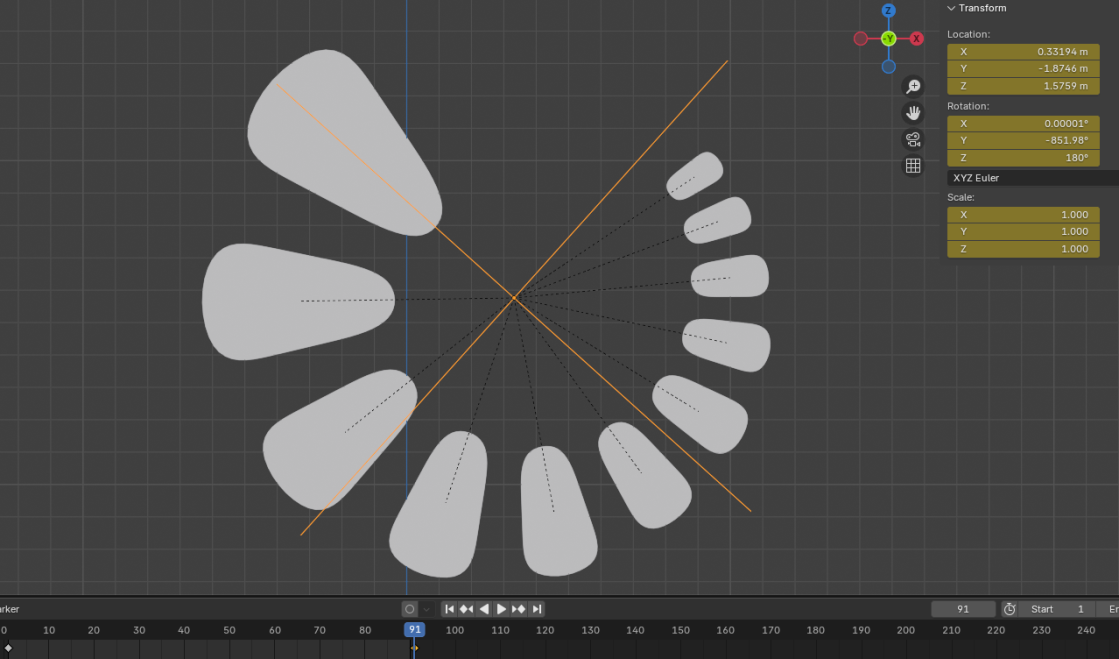 Transform
Location:
X 0.33194 m
Y -1.8746 m
Z 1.5759 m
Rotation:
X 0.00001°
Y -851.98°
Z 180°
XYZ Euler
Scale:
X 1.000
Y 1.000
Z 1.000
Z
-Y X
rker 91 Start 1 Er
0 10 20 30 40 50 60 70 80 91 100 110 120 130 140 150 160 170 180 190 200 210 220 230 240